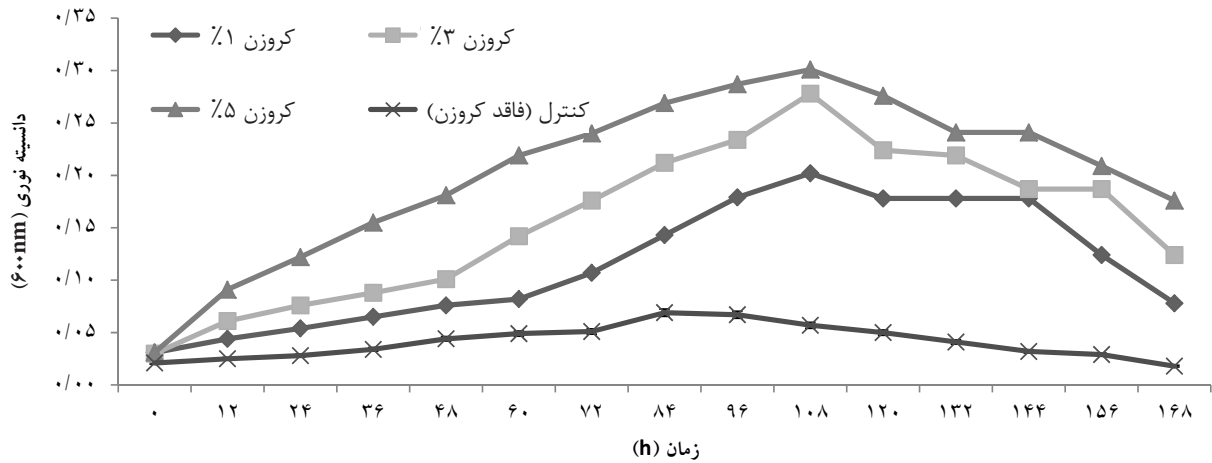 ۰/۳۵
۰/۳۰
۰/۲۵
۰/۲۰
۰/۱۵
۰/۱۰
۰/۰۵
۰/۰۰
دانسیته نوری (۶۰۰nm)
کروزن ۱٪
کروزن ۳٪
کروزن ۵٪
کنترل (فاقد کروزن)
۰ ۱۲ ۲۴ ۳۶ ۴۸ ۶۰ ۷۲ ۸۴ ۹۶ ۱۰۸ ۱۲۰ ۱۳۲ ۱۴۴ ۱۵۶ ۱۶۸
زمان (h)